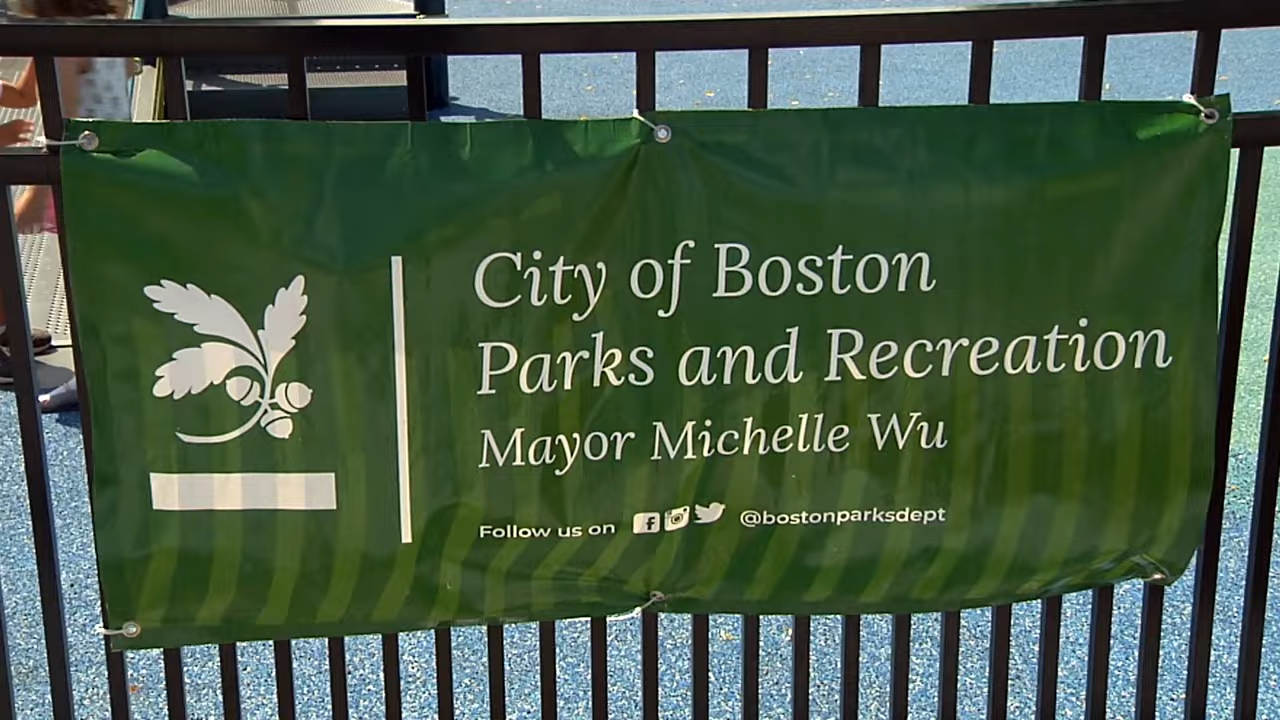 City of Boston
Parks and Recreation
Mayor Michelle Wu
Follow us on @bostonparksdept